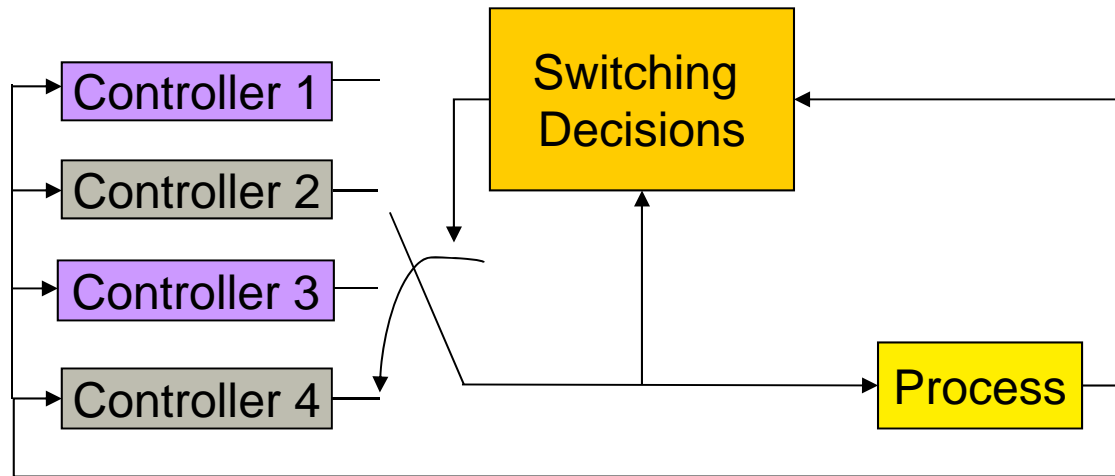 Controller 1
Switching
Decisions
Controller 2
Controller 3
Controller 4
Process